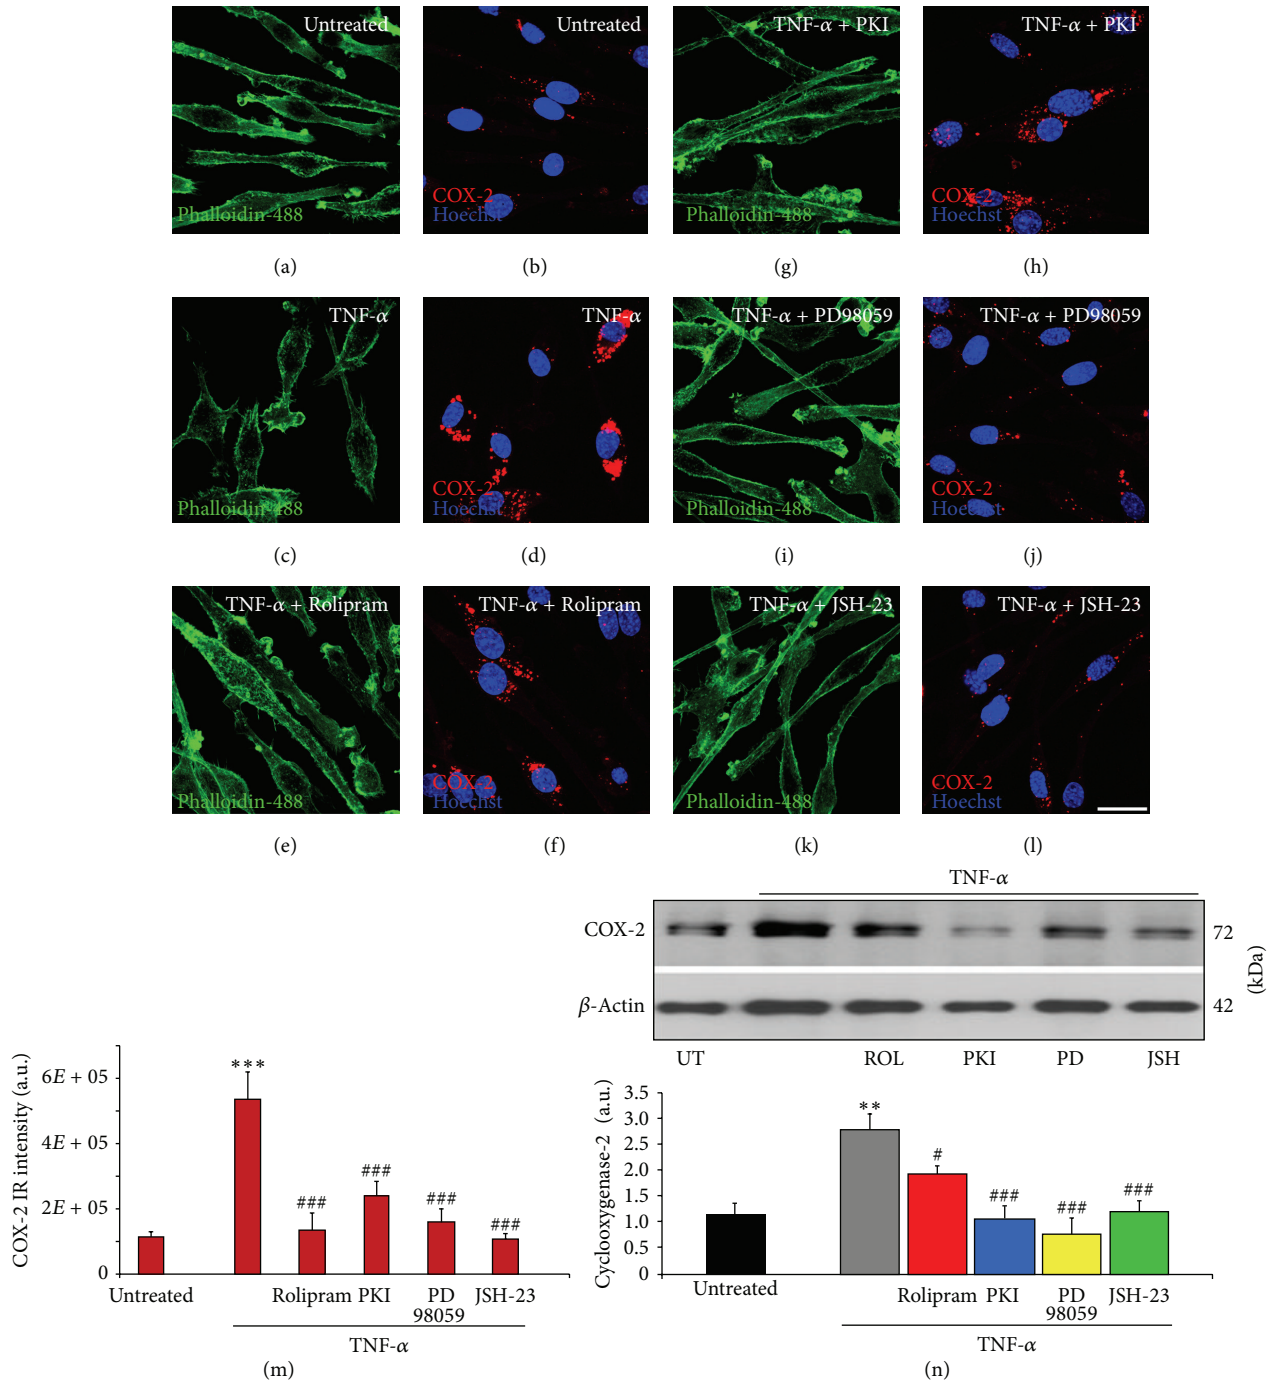 Untreated
Phalloidin-488
(a)
Untreated
COX-2
Hoechst
(b)
TNF-α + PKI
Phalloidin-488
(g)
TNF-α + PKI
COX-2
Hoechst
(h)
TNF-α
Phalloidin-488
(c)
TNF-α
COX-2
Hoechst
(d)
TNF-α + PD98059
Phalloidin-488
(i)
TNF-α + PD98059
COX-2
Hoechst
(j)
TNF-α + Rolipram
Phalloidin-488
(e)
TNF-α + Rolipram
COX-2
Hoechst
(f)
TNF-α + JSH-23
Phalloidin-488
(k)
TNF-α + JSH-23
COX-2
Hoechst
(l)
COX-2 IR intensity (a.u.)
6E + 05
4E + 05
2E + 05
0
***
###
###
###
###
Untreated
Rolipram PKI PD 98059 JSH-23
TNF-α
(m)
TNF-α
COX-2
72
β-Actin
42
(kDa)
UT ROL PKI PD JSH
Cyclooxygenase-2 (a.u.)
3.5
3.0
2.5
2.0
1.5
1.0
0.5
0
**
#
###
###
###
Untreated
Rolipram PKI PD 98059 JSH-23
TNF-α
(n)